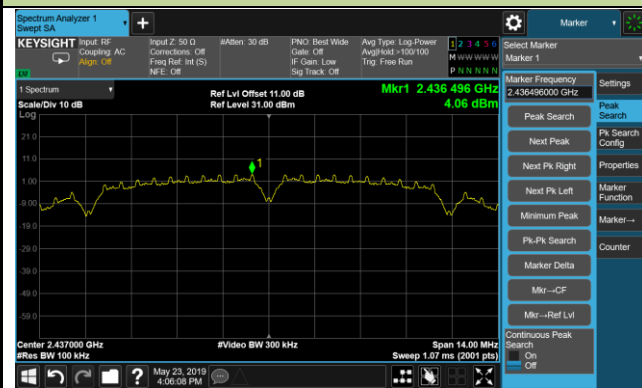 Spectrum Analyzer 1
Swept SA
Marker
KEYSIGHT
Input: RF
Coupling: AC
Align: Off
Input Z: 50 Ω
Corrections: Off
Freq Ref: Int (S)
NFE: Off
#Atten: 30 dB
PNO: Best Wide
Gate: Off
IF Gain: Low
Sig Track: Off
Avg Type: Log-Power
Avg|Hold:>100/100
Trig: Free Run
1 2 3 4 5 6
M W W W W W
P N N N N N
LXI
Select Marker
Marker 1
1 Spectrum
Scale/Div 10 dB
Log
Ref Lvl Offset 11.00 dB
Ref Level 31.00 dBm
Mkr1 2.436 496 GHz
4.06 dBm
21.0
11.0
1.00
-9.00
-19.0
-29.0
-39.0
-49.0
-59.0
1
Center 2.437000 GHz
#Res BW 100 kHz
#Video BW 300 kHz
Span 14.00 MHz
Sweep 1.07 ms (2001 pts)
Marker Frequency
2.436496000 GHz
Peak Search
Next Peak
Next Pk Right
Next Pk Left
Minimum Peak
Pk-Pk Search
Marker Delta
Mkr→CF
Mkr→Ref Lvl
Continuous Peak
Search
On
Off
Settings
Peak
Search
Pk Search
Config
Properties
Marker
Function
Marker→
Counter
May 23, 2019
4:06:08 PM